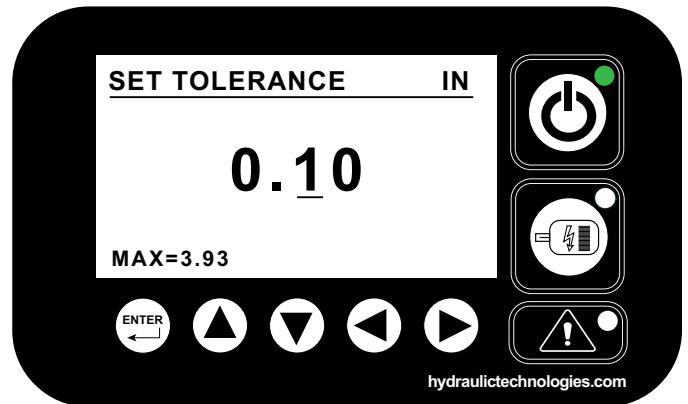 SET TOLERANCE IN
0.10
MAX=3.93
ENTER
hydraulictechnologies.com